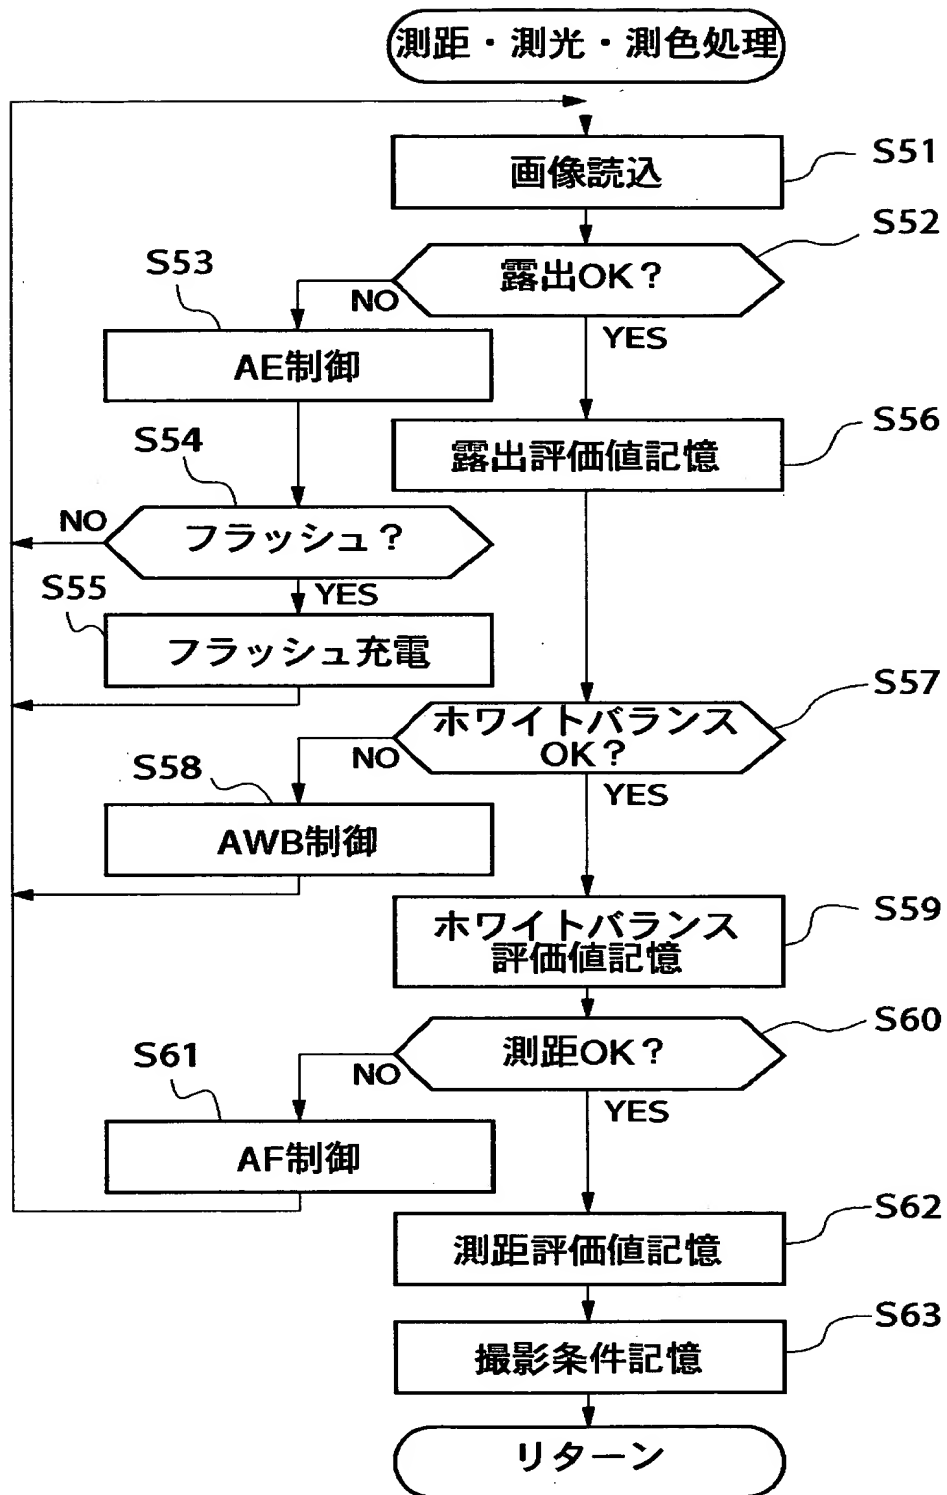 測距・測光・測色処理
S51
画像読込
S52
露出OK?
NO
YES
S53
AE制御
S56
露出評価値記憶
S54
フラッシュ?
NO
YES
S55
フラッシュ充電
S57
ホワイトバランス
OK?
NO
YES
S58
AWB制御
S59
ホワイトバランス
評価値記憶
S60
測距OK?
NO
YES
S61
AF制御
S62
測距評価値記憶
S63
撮影条件記憶
リターン